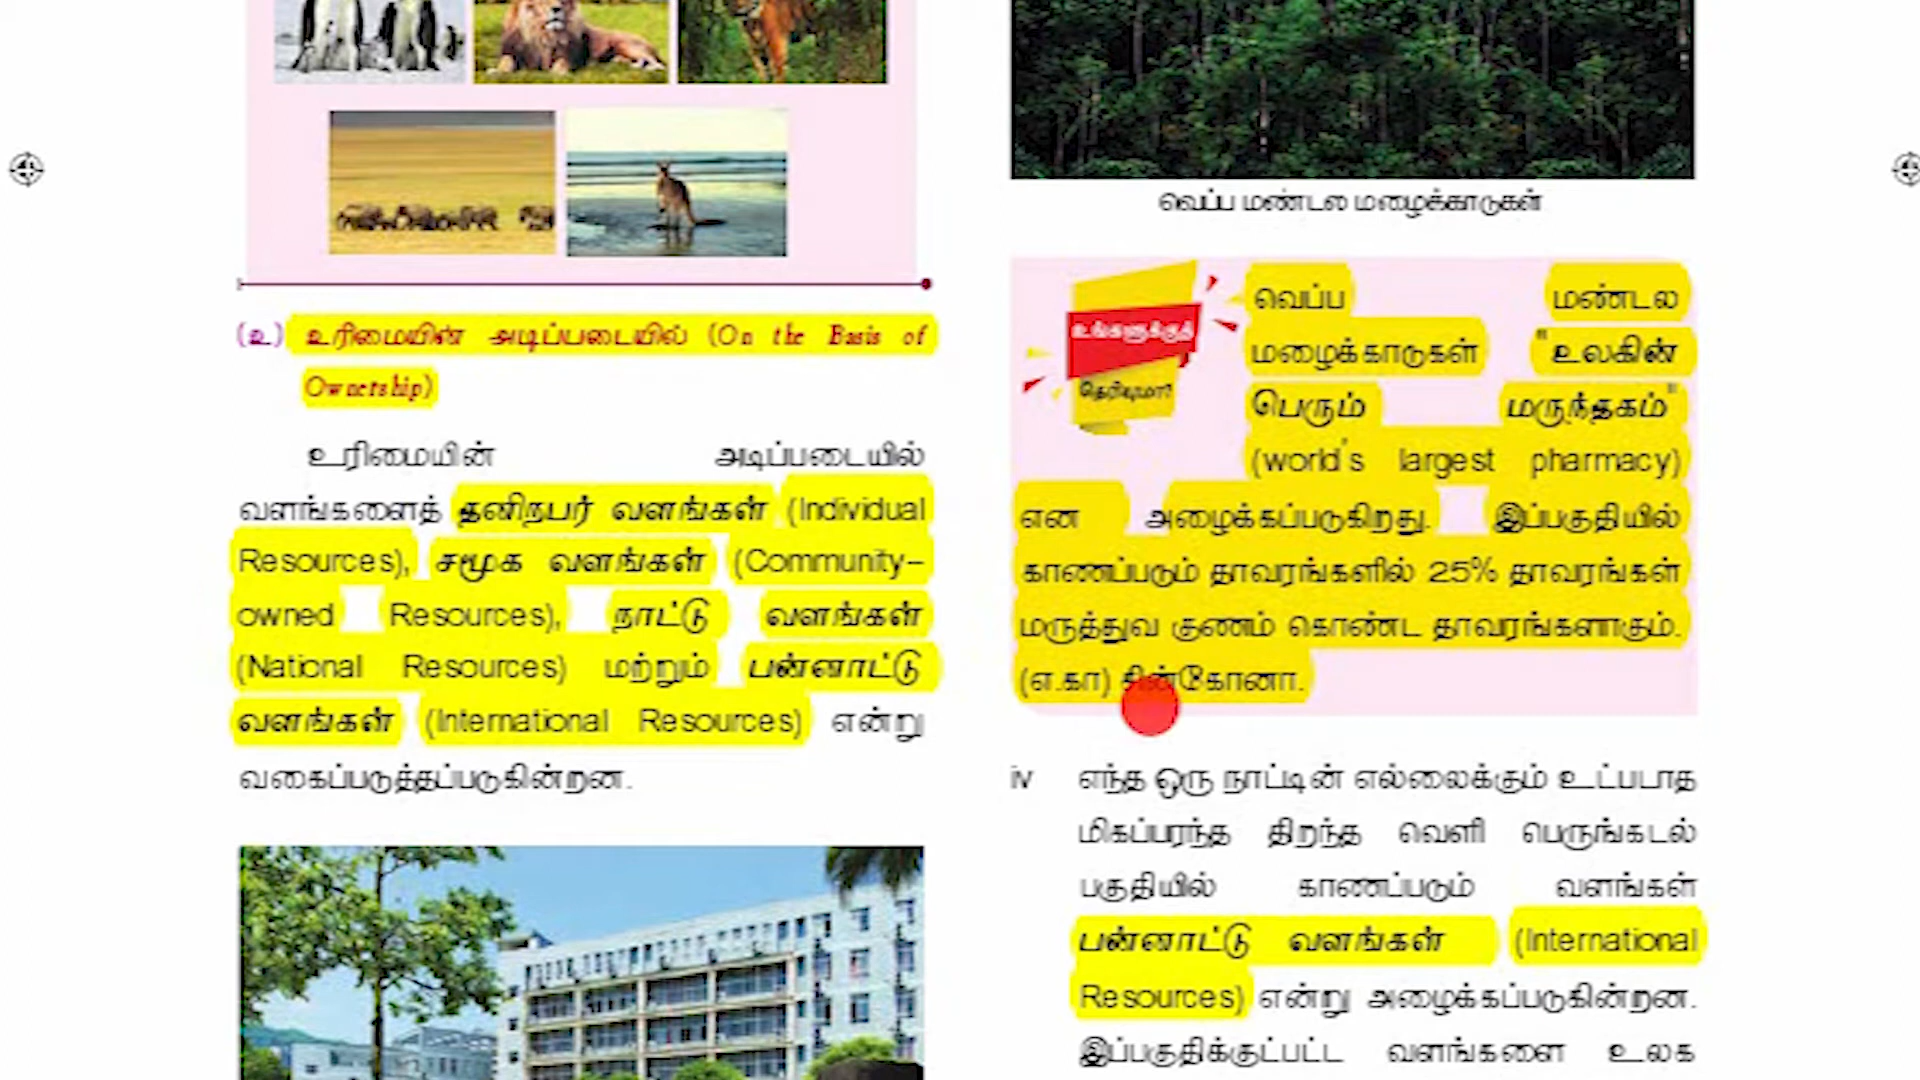 (உ) உரிமையின் அடிப்படையில் (On the Basis of
Ownership)
உரிமையின் அடிப்படையில்
வளங்களைத் தனிநபர் வளங்கள் (Individual
Resources), சமூக வளங்கள் (Community-
owned Resources), நாட்டு வளங்கள்
(National Resources) மற்றும் பன்னாட்டு
வளங்கள் (International Resources) என்று
வகைப்படுத்தப்படுகின்றன.
வெப்ப மண்டல மழைக்காடுகள்
உங்களுக்குத்
தெரியுமா?
வெப்ப மண்டல
மழைக்காடுகள் "உலகின்
பெரும் மருந்தகம்"
(world's largest pharmacy)
என அழைக்கப்படுகிறது. இப்பகுதியில்
காணப்படும் தாவரங்களில் 25% தாவரங்கள்
மருத்துவ குணம் கொண்ட தாவரங்களாகும்.
(எ.கா) சின்கோனா.
iv எந்த ஒரு நாட்டின் எல்லைக்கும் உட்படாத
மிகப்பரந்த திறந்த வெளி பெருங்கடல்
பகுதியில் காணப்படும் வளங்கள்
பன்னாட்டு வளங்கள் (International
Resources) என்று அழைக்கப்படுகின்றன.
இப்பகுதிக்குட்பட்ட வளங்களை உலக